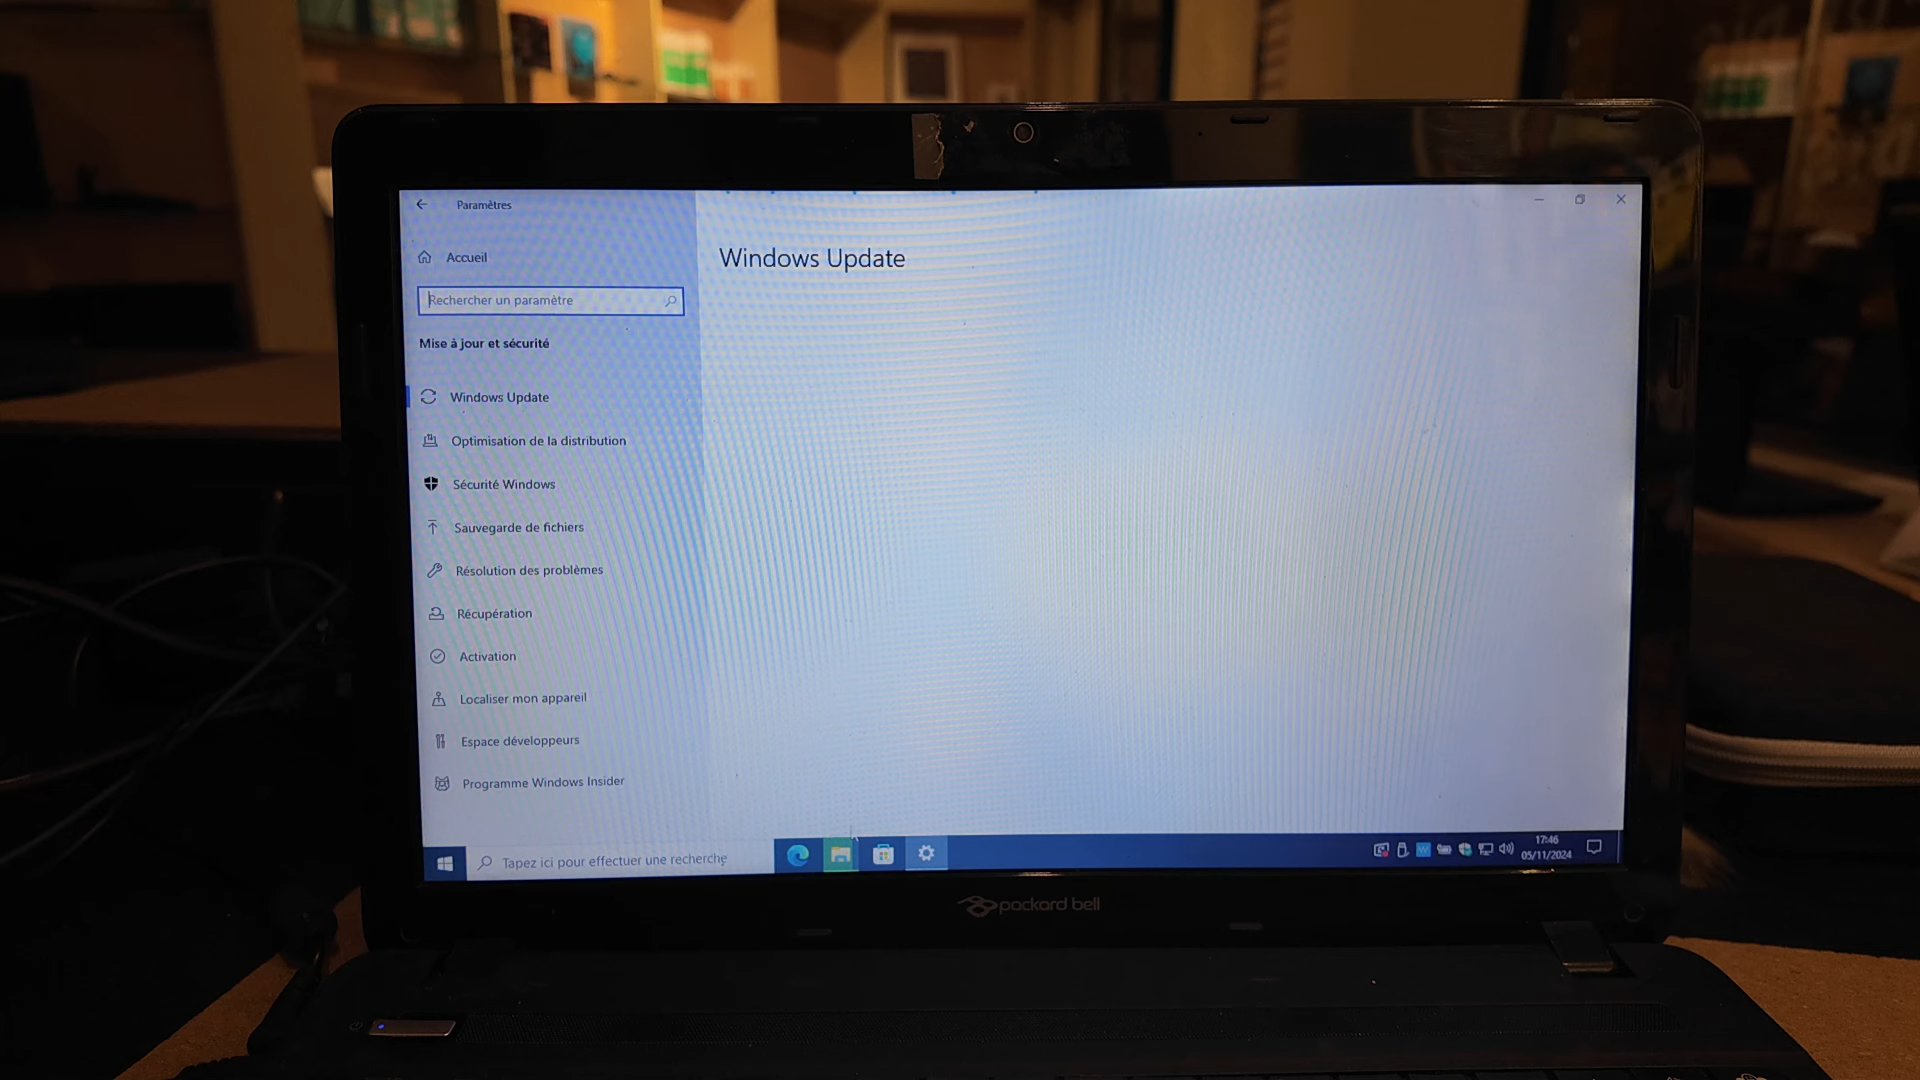 Paramètres
Accueil
Rechercher un paramètre
Mise à jour et sécurité
Windows Update
Optimisation de la distribution
Sécurité Windows
Sauvegarde de fichiers
Résolution des problèmes
Récupération
Activation
Localiser mon appareil
Espace développeurs
Programme Windows Insider
Windows Update
Tapez ici pour effectuer une recherche
17:46
05/11/2024
packard bell